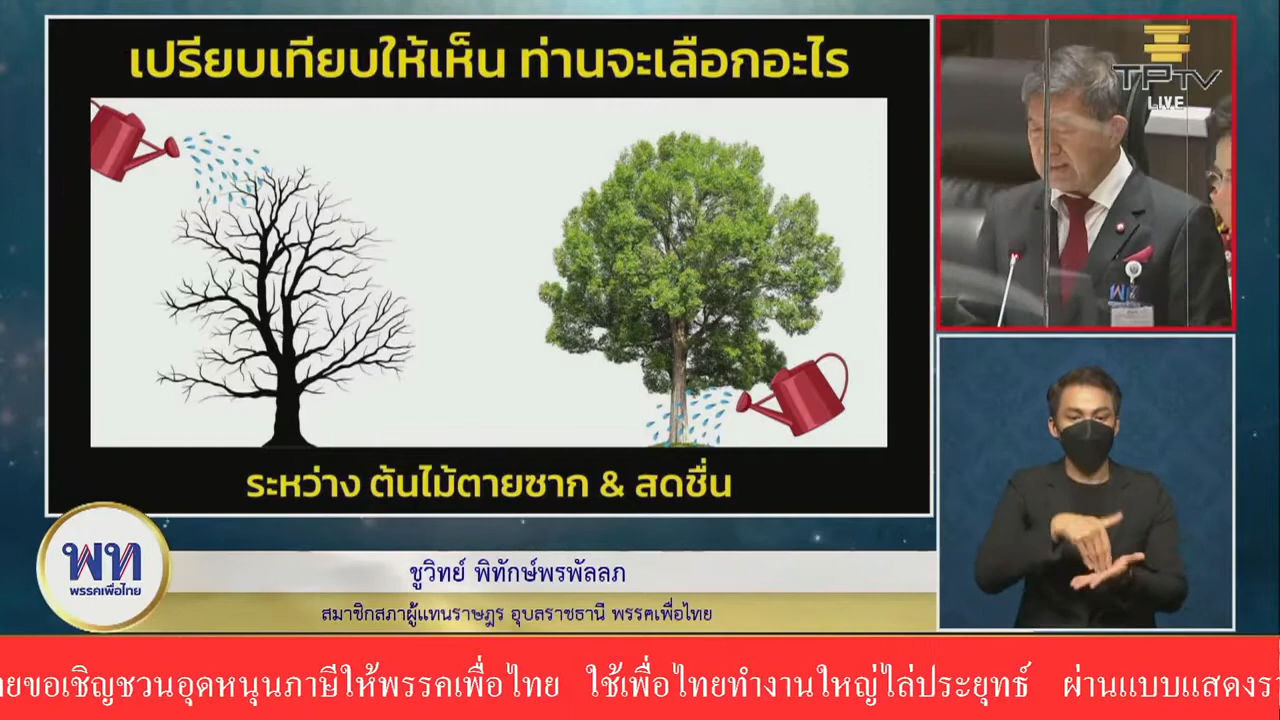 เปรียบเทียบให้เห็น ท่านจะเลือกอะไร
TPTV
LIVE
ระหว่าง ต้นไม้ตายซาก & สดชื่น
พท
พรรคเพื่อไทย
ชูวิทย์ พิทักษ์พรพัลลภ
สมาชิกสภาผู้แทนราษฎร อุบลราชธานี พรรคเพื่อไทย
ขอเชิญชวนอุดหนุนภาษีให้พรรคเพื่อไทย ใช้เพื่อไทยทำงานใหญ่ไล่ประยุทธ์ ผ่านแบบแสดง